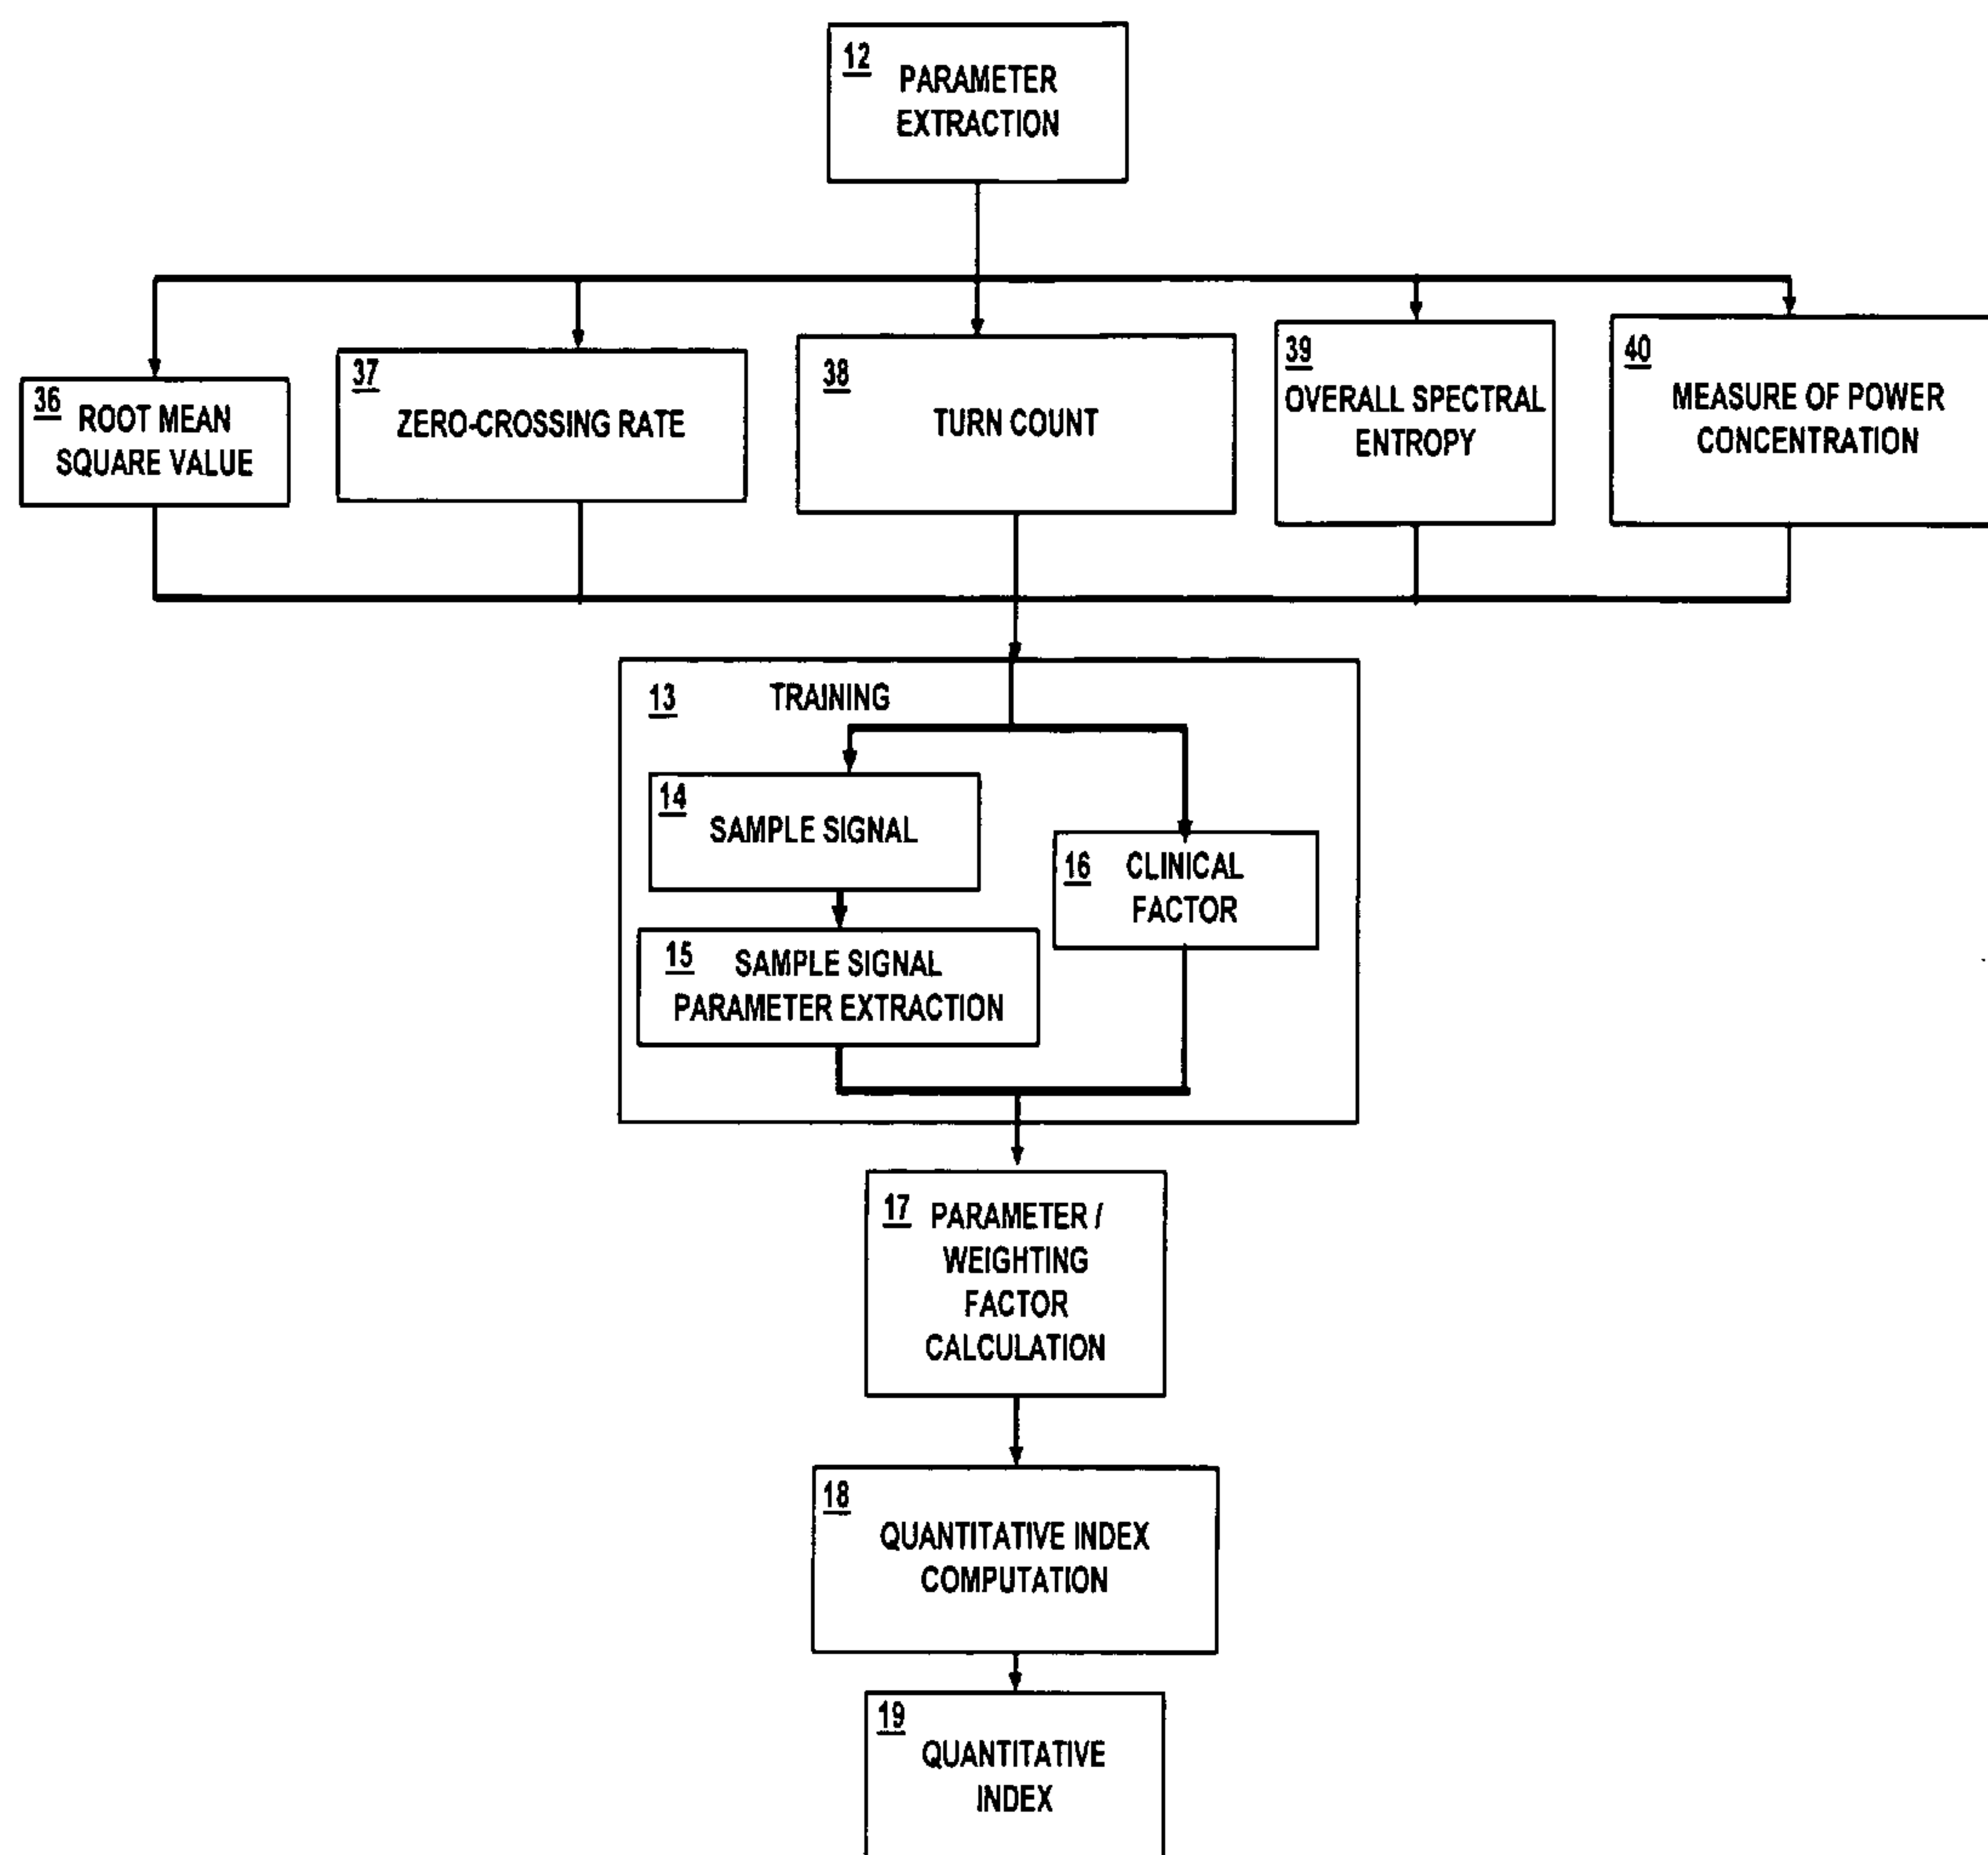 12
PARAMETER
EXTRACTION
36
ROOT MEAN
SQUARE VALUE
37
ZERO-CROSSING RATE
38
TURN COUNT
39
OVERALL SPECTRAL
ENTROPY
40
MEASURE OF POWER
CONCENTRATION
13
TRAINING
14
SAMPLE SIGNAL
15
SAMPLE SIGNAL
PARAMETER EXTRACTION
16
CLINICAL
FACTOR
17
PARAMETER /
WEIGHTING
FACTOR
CALCULATION
18
QUANTITATIVE INDEX
COMPUTATION
19
QUANTITATIVE
INDEX